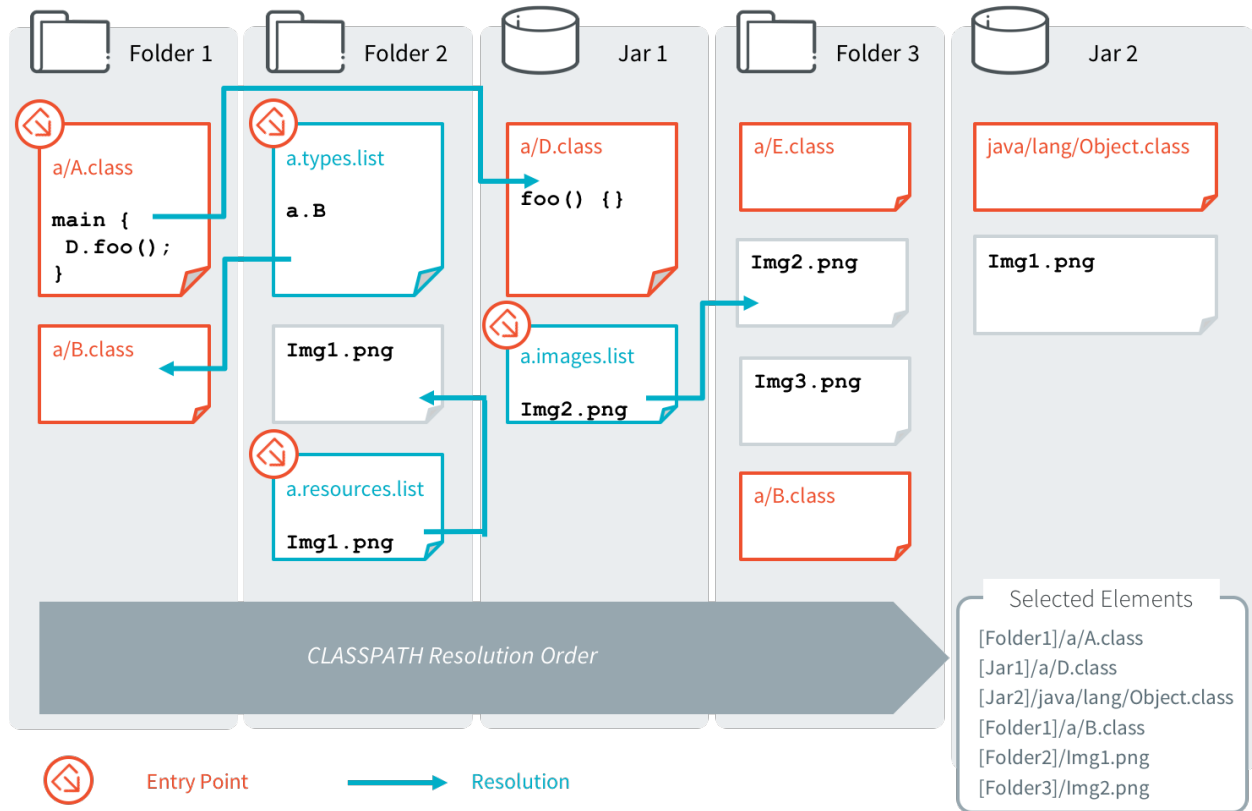 Folder 1
a/A.class
main {
D.foo();
}
a/B.class
Folder 2
a.types.list
a.B
Img1.png
a.resources.list
Img1.png
Jar 1
a/D.class
foo() {}
a.images.list
Img2.png
Folder 3
a/E.class
Img2.png
Img3.png
a/B.class
Jar 2
java/lang/Object.class
Img1.png
CLASSPATH Resolution Order
Selected Elements
[Folder1]/a/A.class
[Jar1]/a/D.class
[Jar2]/java/lang/Object.class
[Folder1]/a/B.class
[Folder2]/Img1.png
[Folder3]/Img2.png
Entry Point
Resolution